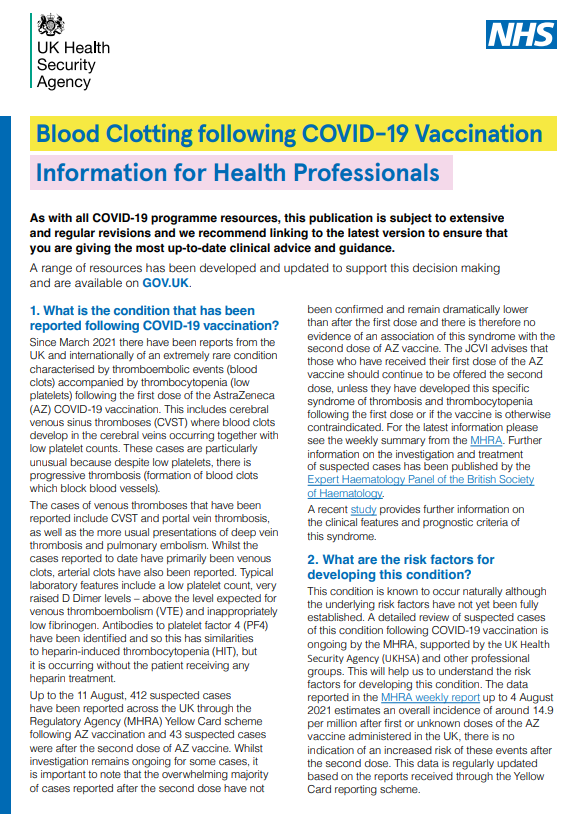 UK Health
Security
Agency
NHS
Blood Clotting following COVID-19 Vaccination
Information for Health Professionals
As with all COVID-19 programme resources, this publication is subject to extensive
and regular revisions and we recommend linking to the latest version to ensure that
you are giving the most up-to-date clinical advice and guidance.
A range of resources has been developed and updated to support this decision making
and are available on GOV.UK.
1. What is the condition that has been
reported following COVID-19 vaccination?
Since March 2021 there have been reports from the
UK and internationally of an extremely rare condition
characterised by thromboembolic events (blood
clots) accompanied by thrombocytopenia (low
platelets) following the first dose of the AstraZeneca
(AZ) COVID-19 vaccination. This includes cerebral
venous sinus thromboses (CVST) where blood clots
develop in the cerebral veins occurring together with
low platelet counts. These cases are particularly
unusual because despite low platelets, there is
progressive thrombosis (formation of blood clots
which block blood vessels).
The cases of venous thromboses that have been
reported include CVST and portal vein thrombosis,
as well as the more usual presentations of deep vein
thrombosis and pulmonary embolism. Whilst the
cases reported to date have primarily been venous
clots, arterial clots have also been reported. Typical
laboratory features include a low platelet count, very
raised D Dimer levels – above the level expected for
venous thromboembolism (VTE) and inappropriately
low fibrinogen. Antibodies to platelet factor 4 (PF4)
have been identified and so this has similarities
to heparin-induced thrombocytopenia (HIT), but
it is occurring without the patient receiving any
heparin treatment.
Up to the 11 August, 412 suspected cases
have been reported across the UK through the
Regulatory Agency (MHRA) Yellow Card scheme
following AZ vaccination and 43 suspected cases
were after the second dose of AZ vaccine. Whilst
investigation remains ongoing for some cases, it
is important to note that the overwhelming majority
of cases reported after the second dose have not
been confirmed and remain dramatically lower
than after the first dose and there is therefore no
evidence of an association of this syndrome with the
second dose of AZ vaccine. The JCVI advises that
those who have received their first dose of the AZ
vaccine should continue to be offered the second
dose, unless they have developed this specific
syndrome of thrombosis and thrombocytopenia
following the first dose or if the vaccine is otherwise
contraindicated. For the latest information please
see the weekly summary from the MHRA. Further
information on the investigation and treatment
of suspected cases has been published by the
Expert Haematology Panel of the British Society
of Haematology.
A recent study provides further information on
the clinical features and prognostic criteria of
this syndrome.
2. What are the risk factors for
developing this condition?
This condition is known to occur naturally although
the underlying risk factors have not yet been fully
established. A detailed review of suspected cases
of this condition following COVID-19 vaccination is
ongoing by the MHRA, supported by the UK Health
Security Agency (UKHSA) and other professional
groups. This will help us to understand the risk
factors for developing this condition. The data
reported in the MHRA weekly report up to 4 August
2021 estimates an overall incidence of around 14.9
per million after first or unknown doses of the AZ
vaccine administered in the UK, there is no
indication of an increased risk of these events after
the second dose. This data is regularly updated
based on the reports received through the Yellow
Card reporting scheme.